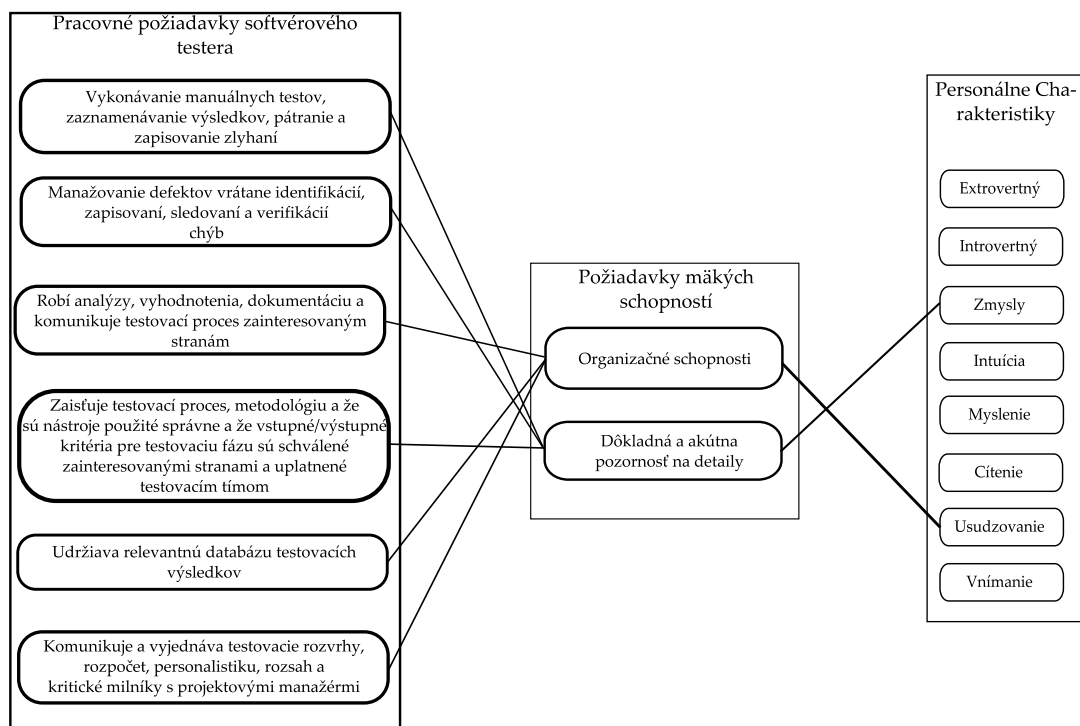 Pracovné požiadavky softvérového
testera
Vykonávanie manuálnych testov,
zaznamenávanie výsledkov, pátranie a
zapisovanie zlyhaní
Manažovanie defektov vrátane identifikácií,
zapisovaní, sledovaní a verifikácií
chýb
Robí analýzy, vyhodnotenia, dokumentáciu a
komunikuje testovací proces zainteresovaným
stranám
Zaisťuje testovací proces, metodológiu a že
sú nástroje použité správne a že vstupné/výstupné
kritéria pre testovaciu fázu sú schválené
zainteresovanými stranami a uplatnené
testovacím tímom
Udržiava relevantnú databázu testovacích
výsledkov
Komunikuje a vyjednáva testovacie rozvrhy,
rozpočet, personalistiku, rozsah a
kritické milníky s projektovými manažérmi
Požiadavky mäkých
schopností
Organizačné schopnosti
Dôkladná a akútna
pozornosť na detaily
Personálne Cha-
rakteristiky
Extrovertný
Introvertný
Zmysly
Intuícia
Myslenie
Cítenie
Usudzovanie
Vnímanie